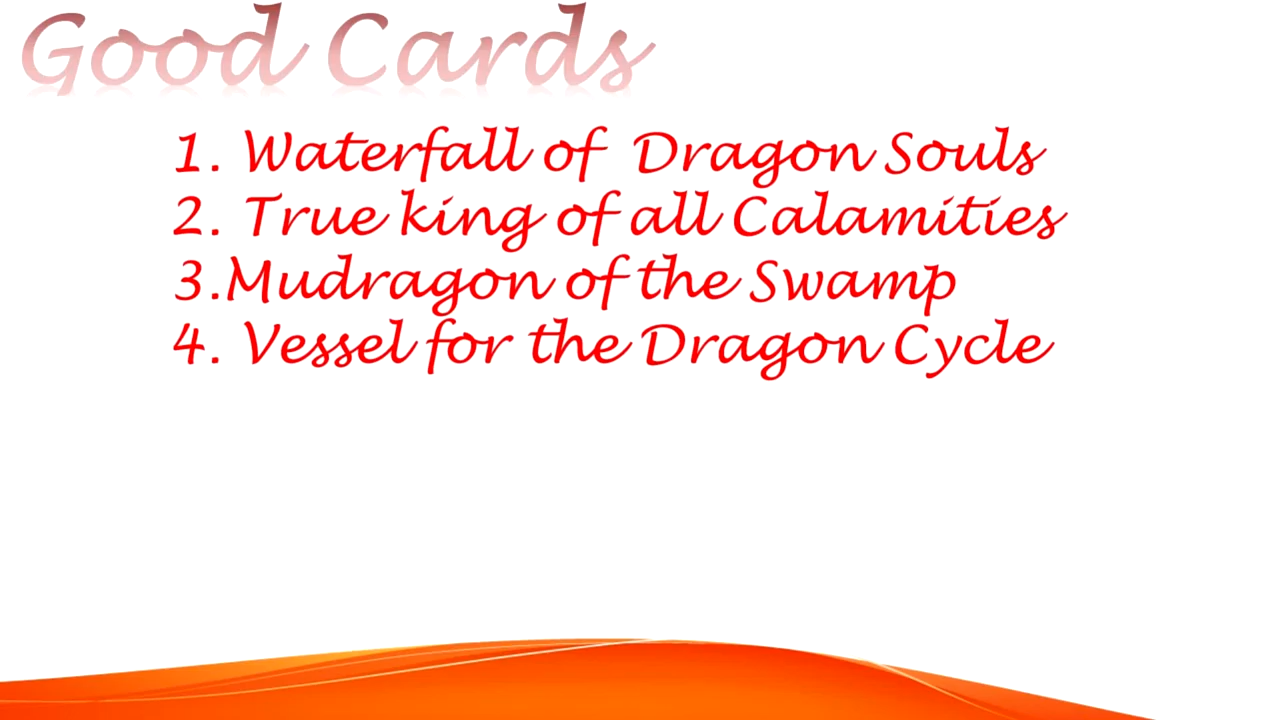 Good Cards
1. Waterfall of Dragon Souls
2. True king of all Calamities
3.Mudragon of the Swamp
4. Vessel for the Dragon Cycle